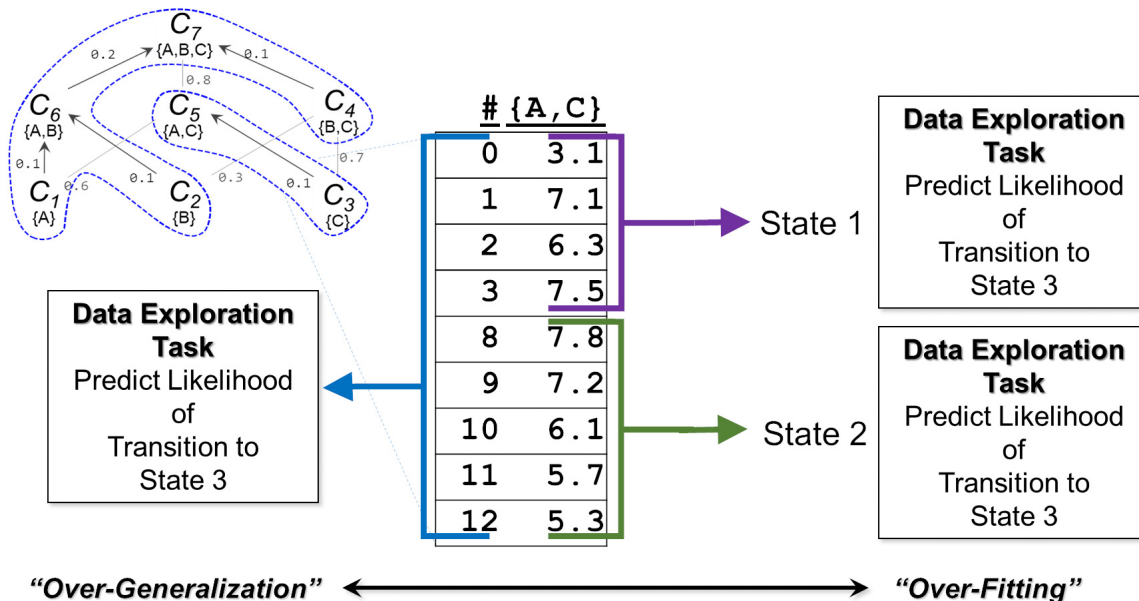 C7
{A,B,C}
0.2
0.1
0.8
C6
{A,B}
C5
{A,C}
C4
{B,C}
0.1
0.6
0.1
0.3
0.1
0.7
C1
{A}
C2
{B}
C3
{C}
# {A,C}
0 3.1
1 7.1
2 6.3
3 7.5
8 7.8
9 7.2
10 6.1
11 5.7
12 5.3
State 1
State 2
Data Exploration
Task
Predict Likelihood
of
Transition to
State 3
Data Exploration
Task
Predict Likelihood
of
Transition to
State 3
Data Exploration
Task
Predict Likelihood
of
Transition to
State 3
“Over-Generalization”
“Over-Fitting”